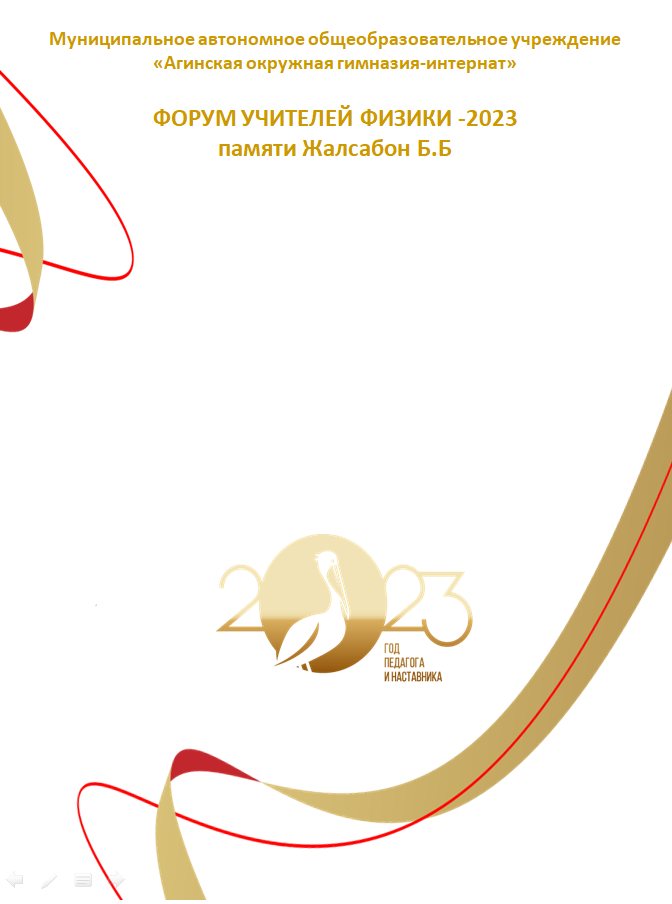 Муниципальное автономное общеобразовательное учреждение
«Агинская окружная гимназия-интернат»
ФОРУМ УЧИТЕЛЕЙ ФИЗИКИ -2023
памяти Жалсабон Б.Б
2023
ГОД
ПЕДАГОГА
И НАСТАВНИКА